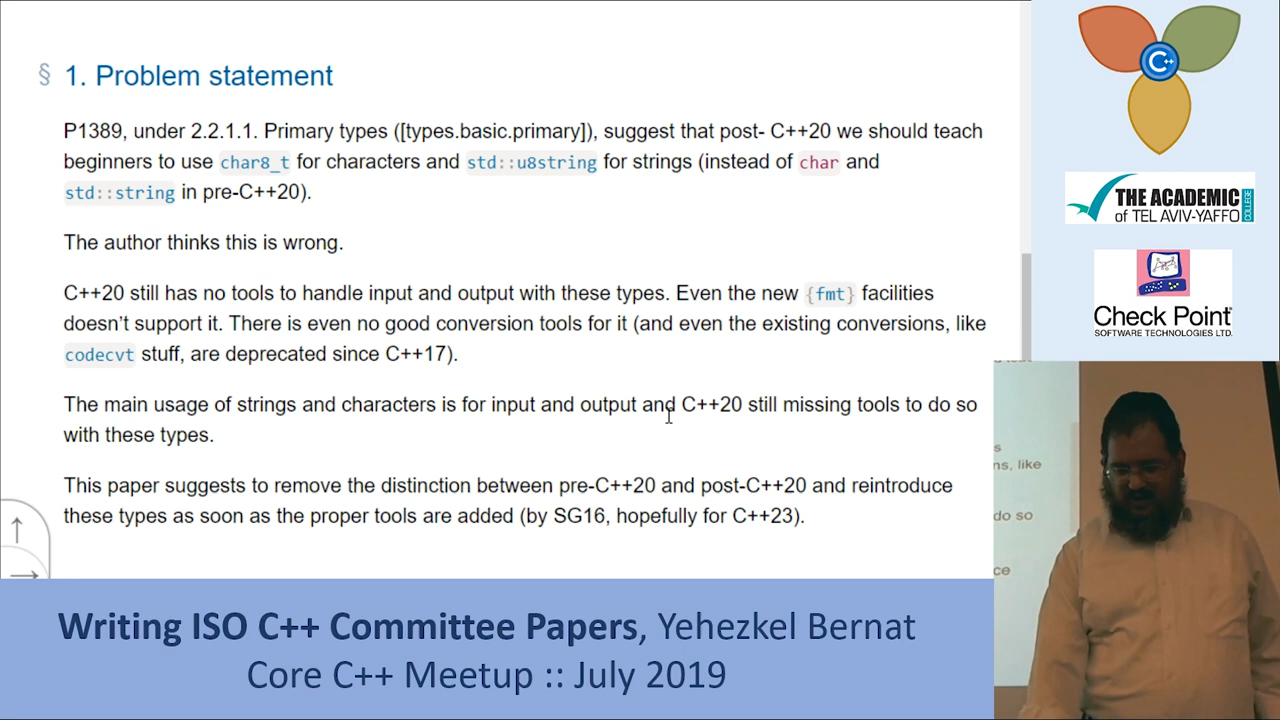 § 1. Problem statement
P1389, under 2.2.1.1. Primary types ([types.basic.primary]), suggest that post- C++20 we should teach
beginners to use char8_t for characters and std::u8string for strings (instead of char and
std::string in pre-C++20).
The author thinks this is wrong.
C++20 still has no tools to handle input and output with these types. Even the new {fmt} facilities
doesn't support it. There is even no good conversion tools for it (and even the existing conversions, like
codecvt stuff, are deprecated since C++17).
The main usage of strings and characters is for input and output and C++20 still missing tools to do so
with these types.
This paper suggests to remove the distinction between pre-C++20 and post-C++20 and reintroduce
these types as soon as the proper tools are added (by SG16, hopefully for C++23).
C++
THE ACADEMIC
of TEL AVIV-YAFFO
COLLEGE
Check Point
SOFTWARE TECHNOLOGIES LTD.
s
ns, like
do so
ce
Writing ISO C++ Committee Papers, Yehezkel Bernat
Core C++ Meetup :: July 2019